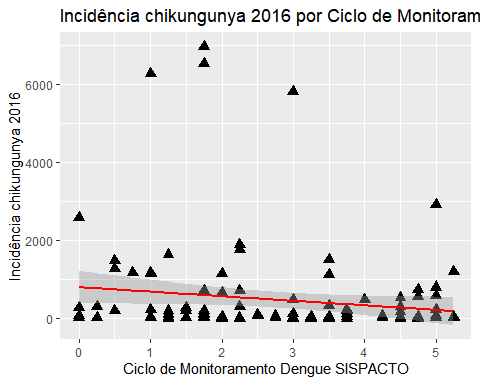 Incidência chikungunya 2016 por Ciclo de Monitoram
Incidência chikungunya 2016
6000
4000
2000
0
0 1 2 3 4 5
Ciclo de Monitoramento Dengue SISPACTO